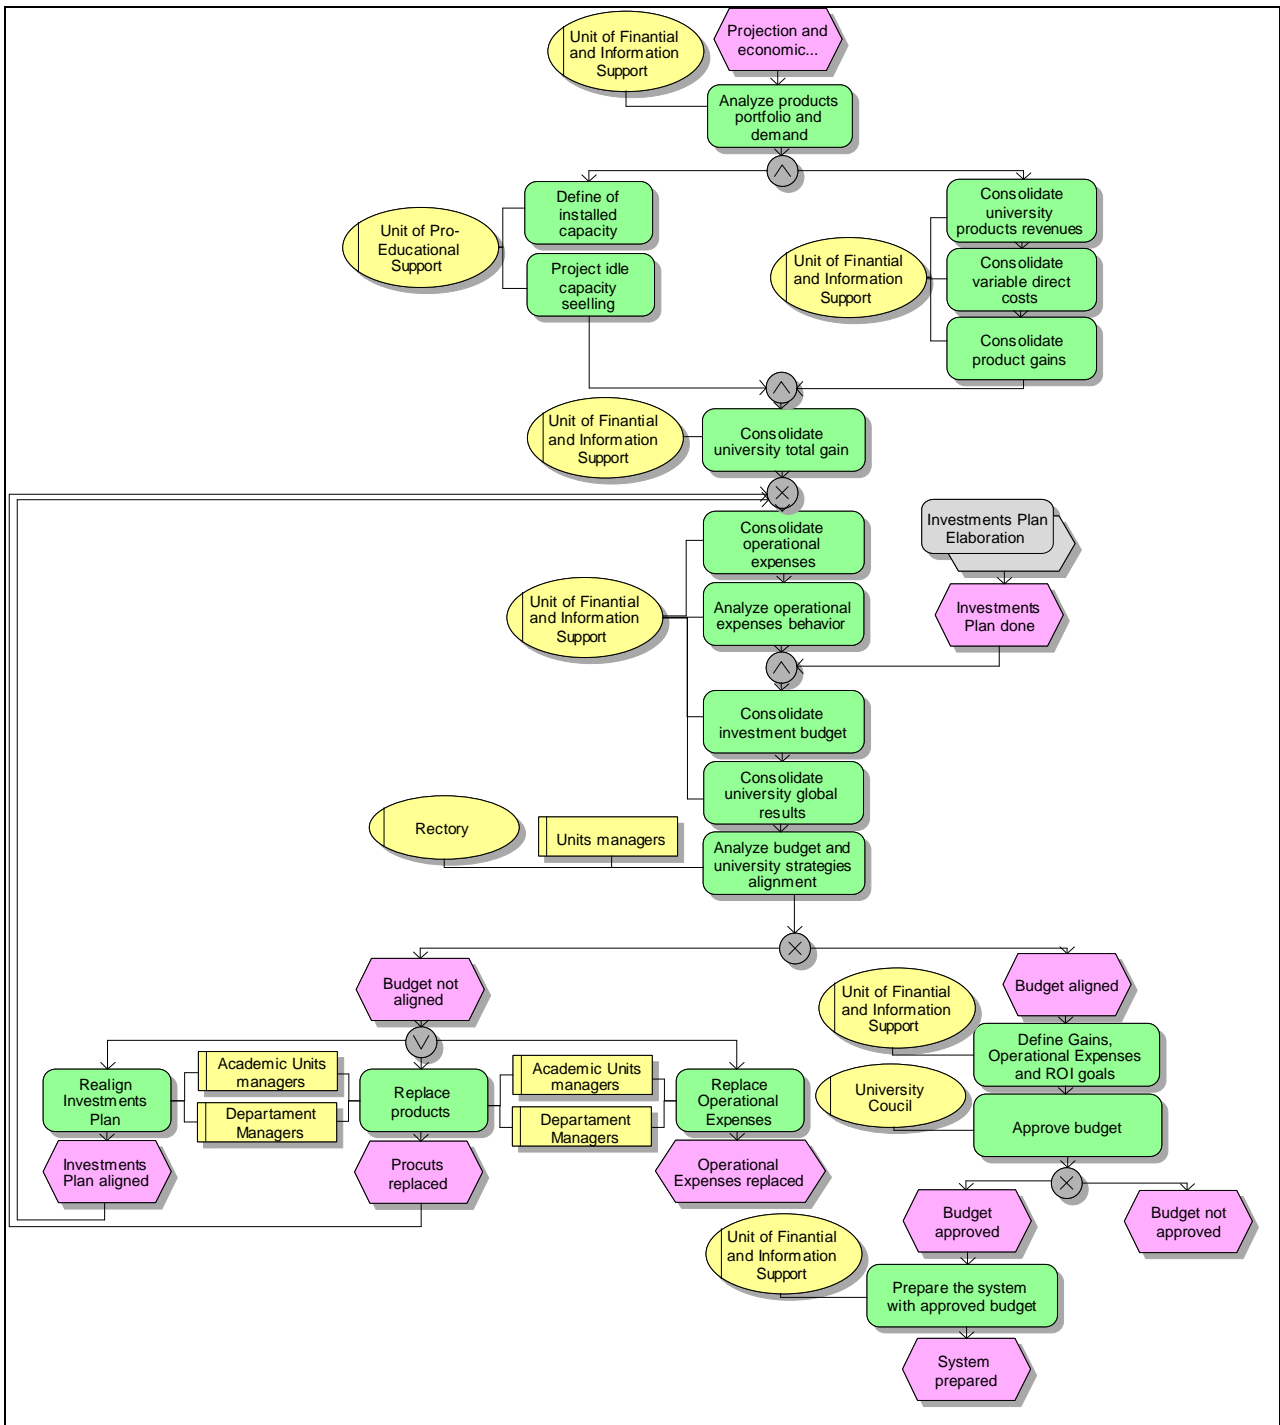 Unit of Finantial
and Information
Support
Projection and
economic...
Analyze products
portfolio and
demand
Define of
installed
capacity
Consolidate
university
products revenues
Unit of Pro-
Educational
Support
Project idle
capacity
seelling
Unit of Finantial
and Information
Support
Consolidate
variable direct
costs
Consolidate
product gains
Unit of Finantial
and Information
Support
Consolidate
university total gain
Consolidate
operational
expenses
Investments Plan
Elaboration
Unit of Finantial
and Information
Support
Analyze operational
expenses behavior
Investments
Plan done
Consolidate
investment budget
Consolidate
university global
results
Rectory
Units managers
Analyze budget and
university strategies
alignment
Budget not
aligned
Budget aligned
Unit of Finantial
and Information
Support
Define Gains,
Operational Expenses
and ROI goals
Realign
Investments
Plan
Academic Units
managers
Departament
Managers
Replace
products
Academic Units
managers
Departament
Managers
Replace
Operational
Expenses
University
Coucil
Approve budget
Investments
Plan aligned
Procuts
replaced
Operational
Expenses replaced
Budget
approved
Budget not
approved
Unit of Finantial
and Information
Support
Prepare the system
with approved budget
System
prepared